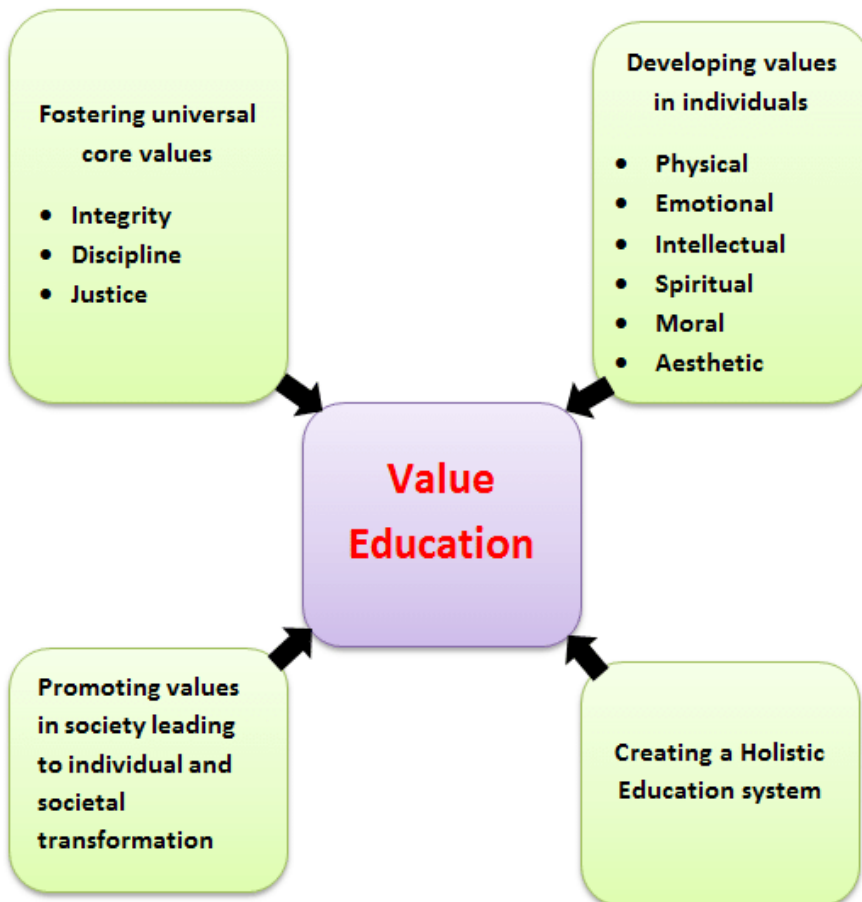 Fostering universal
core values
• Integrity
• Discipline
• Justice
Developing values
in individuals
• Physical
• Emotional
• Intellectual
• Spiritual
• Moral
• Aesthetic
Value
Education
Promoting values
in society leading
to individual and
societal
transformation
Creating a Holistic
Education system